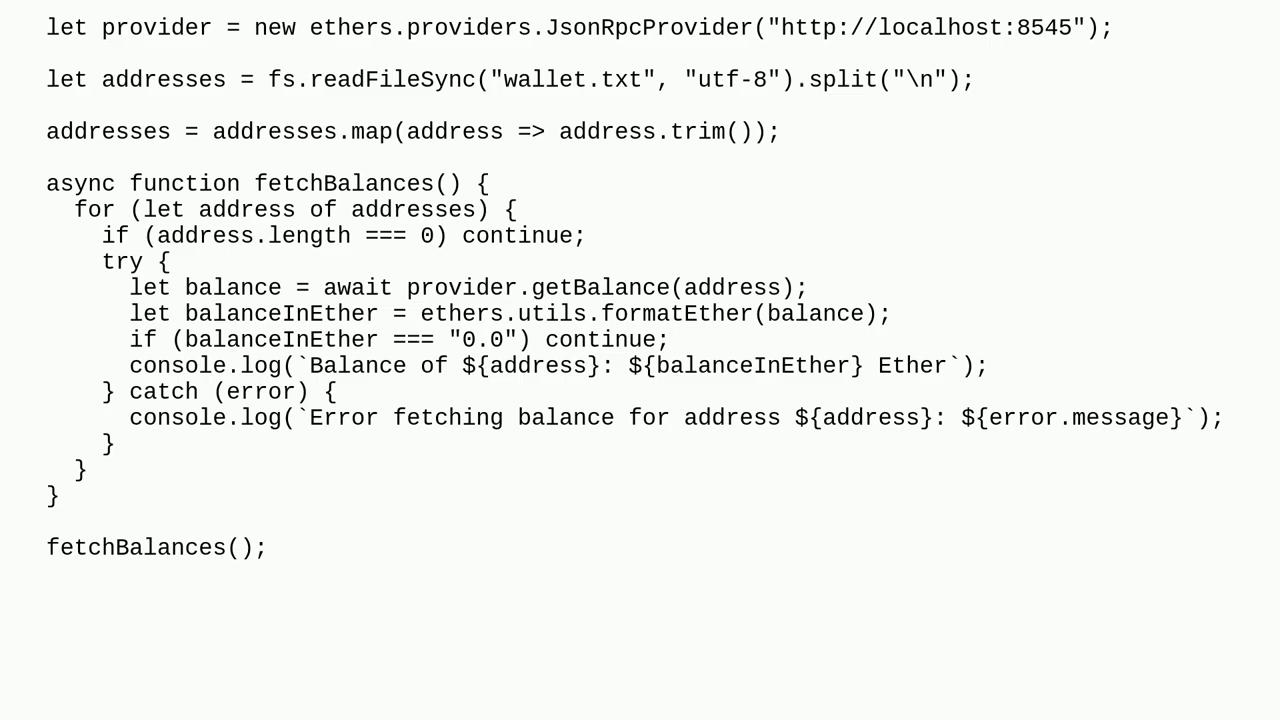 let provider = new ethers.providers.JsonRpcProvider("http://localhost:8545");
let addresses = fs.readFileSync("wallet.txt", "utf-8").split("\n");
addresses = addresses.map(address => address.trim());
async function fetchBalances() {
  for (let address of addresses) {
    if (address.length === 0) continue;
    try {
      let balance = await provider.getBalance(address);
      let balanceInEther = ethers.utils.formatEther(balance);
      if (balanceInEther === "0.0") continue;
      console.log(`Balance of ${address}: ${balanceInEther} Ether`);
    } catch (error) {
      console.log(`Error fetching balance for address ${address}: ${error.message}`);
    }
  }
}
fetchBalances();